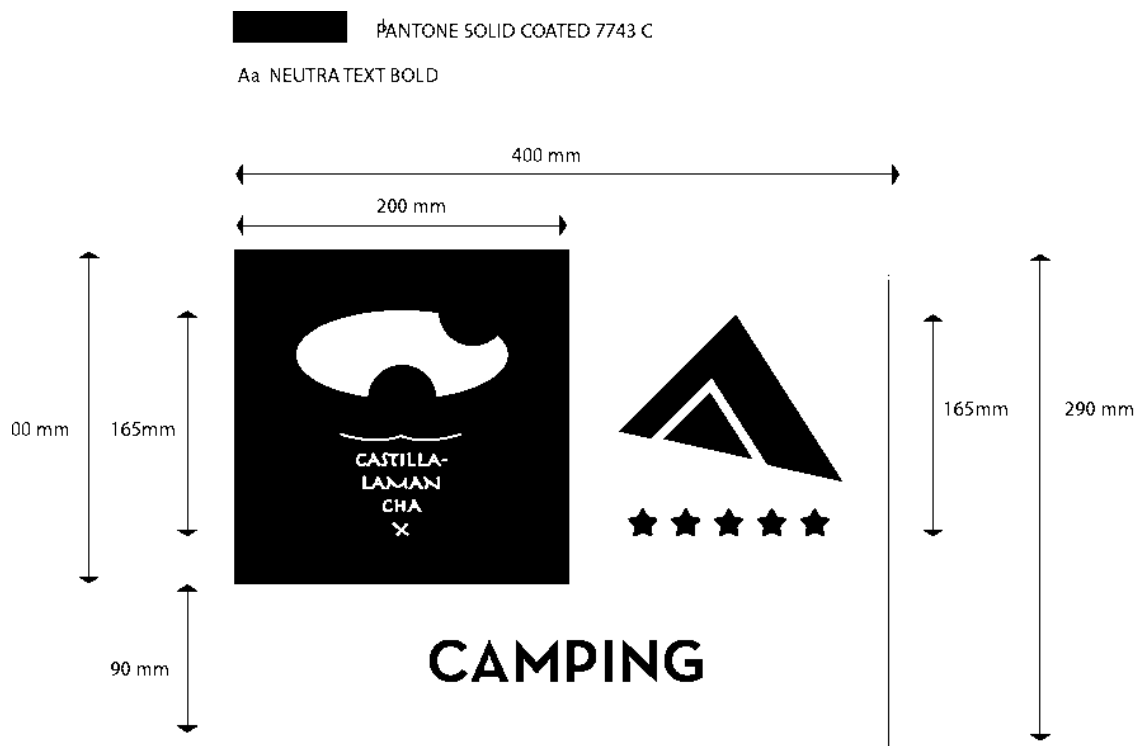 PANTONE SOLID COATED 7743 C
Aa NEUTRA TEXT BOLD
400 mm
200 mm
00 mm
165mm
CASTILLA-
LAMAN
CHA
X
165mm
290 mm
90 mm
CAMPING